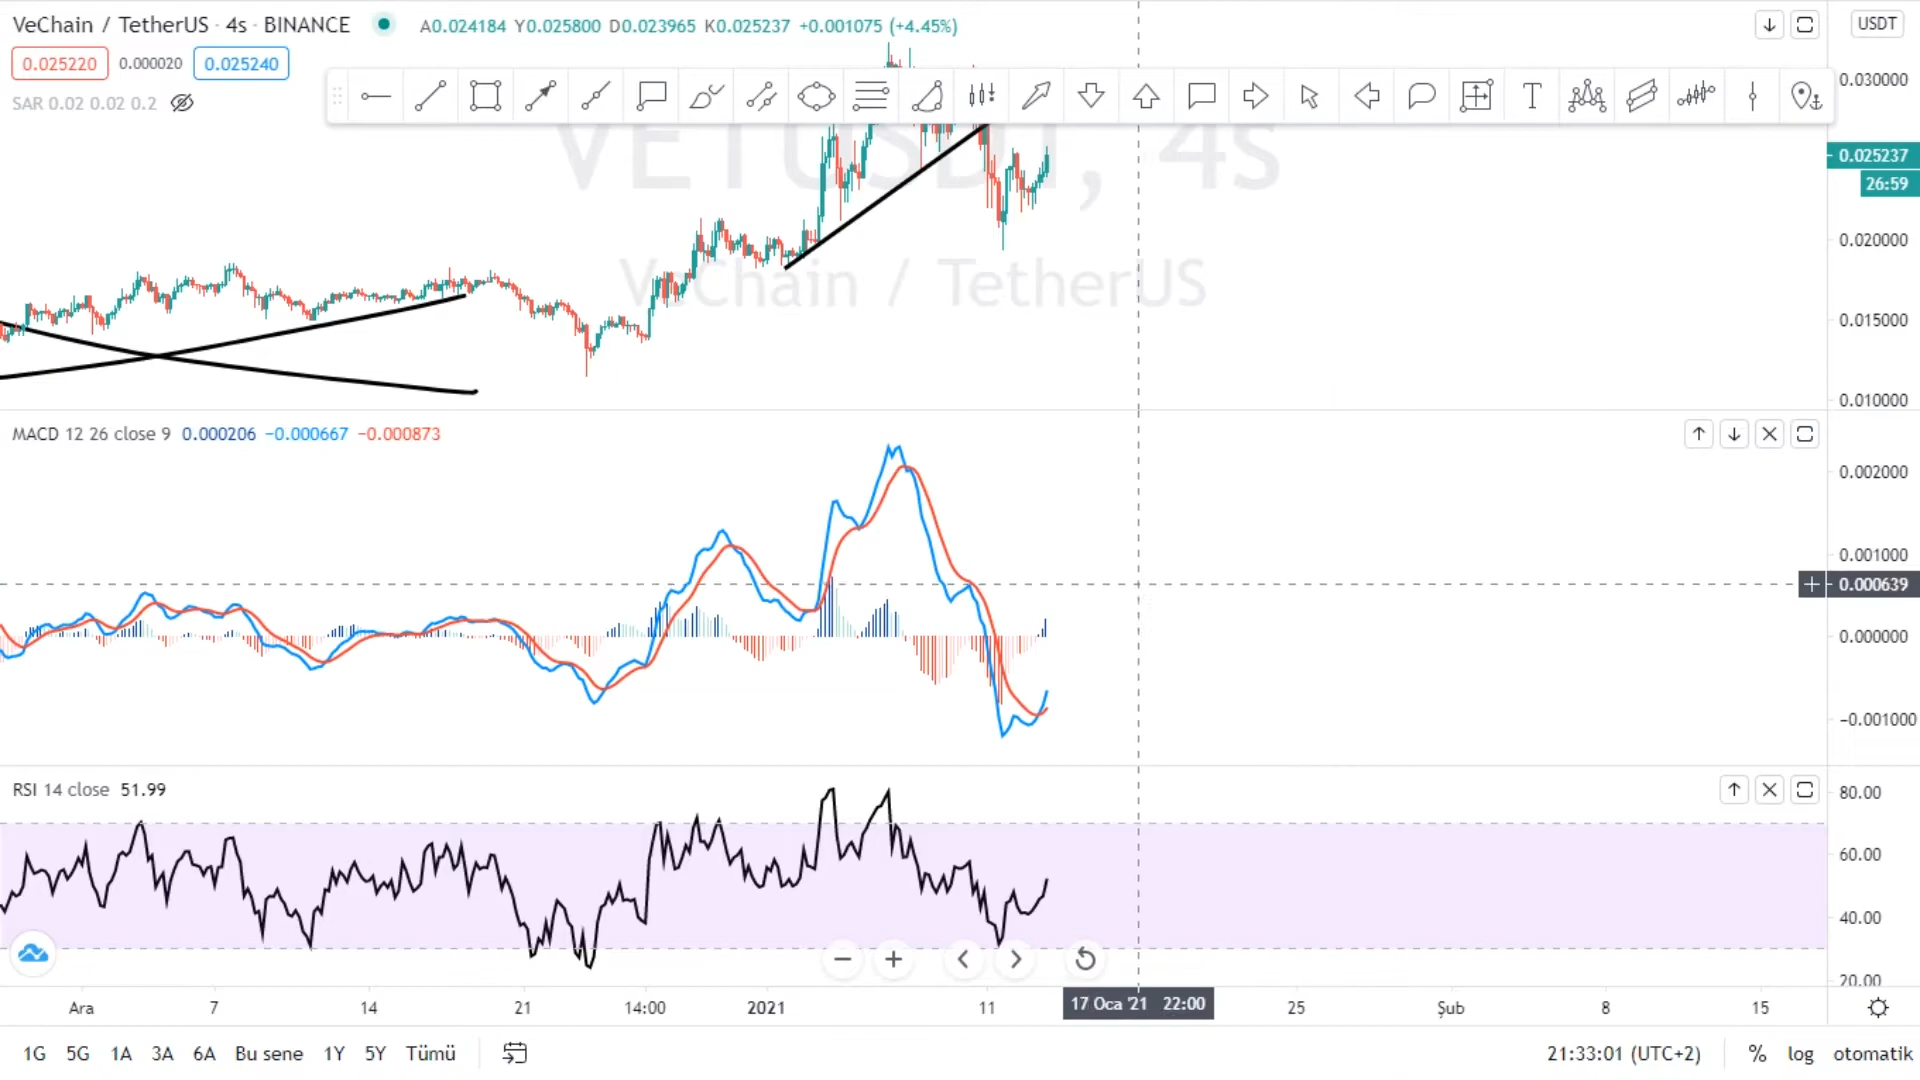 VeChain / TetherUS · 4s · BINANCE A0.024184 Y0.025800 D0.023965 K0.025237 +0.001075 (+4.45%)
USDT
0.025220 0.000020 0.025240
SAR 0.02 0.02 0.2
0.030000
VETUSDT, 4s
VeChain / TetherUS
0.025237
26:59
0.020000
0.015000
0.010000
MACD 12 26 close 9 0.000206 −0.000667 −0.000873
0.002000
0.001000
0.000639
0.000000
−0.001000
RSI 14 close 51.99
80.00
60.00
40.00
20.00
Ara 7 14 21 14:00 2021 11 17 Oca '21 22:00 25 Şub 8 15
1G 5G 1A 3A 6A Bu sene 1Y 5Y Tümü 21:33:01 (UTC+2) % log otomatik